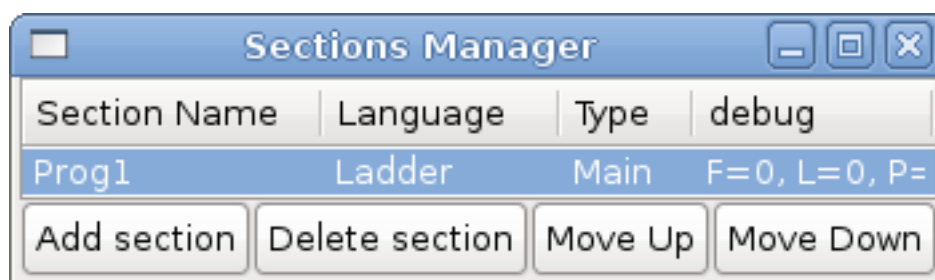 Sections Manager
Section Name Language Type debug
Prog1 Ladder Main F=0, L=0, P=
Add section Delete section Move Up Move Down